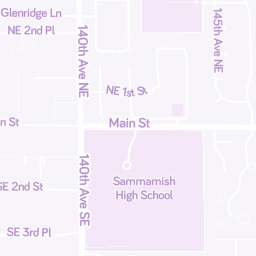 Glenridge Ln
NE 2nd Pl
140th Ave NE
145th Ave NE
NE 1st St
Main St
n St
140th Ave SE
Sammamish
High School
SE 2nd St
SE 3rd Pl